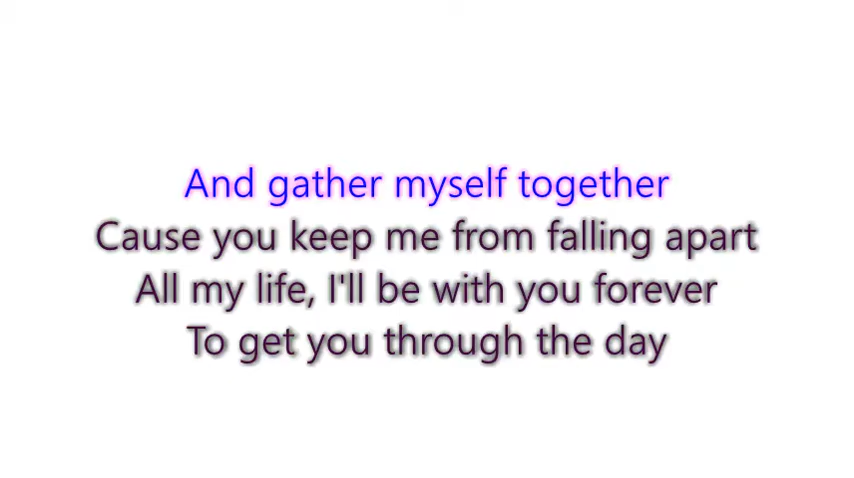 And gather myself together
Cause you keep me from falling apart
All my life, I'll be with you forever
To get you through the day